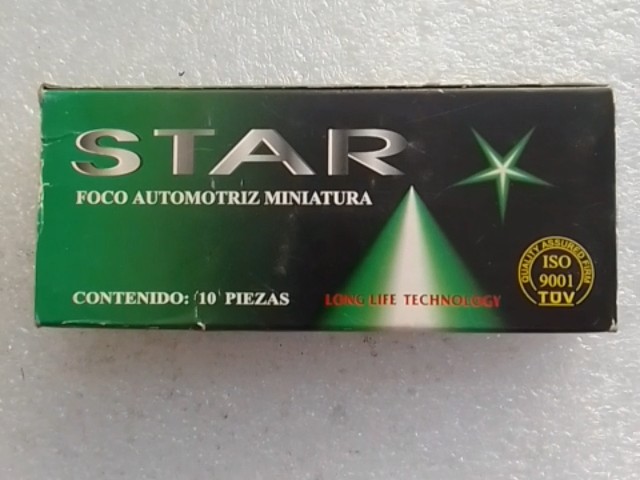 STAR
FOCO AUTOMOTRIZ MINIATURA
CONTENIDO: 10 PIEZAS
LONG LIFE TECHNOLOGY
QUALITY ASSURED FIRM
ISO
9001
TÜV